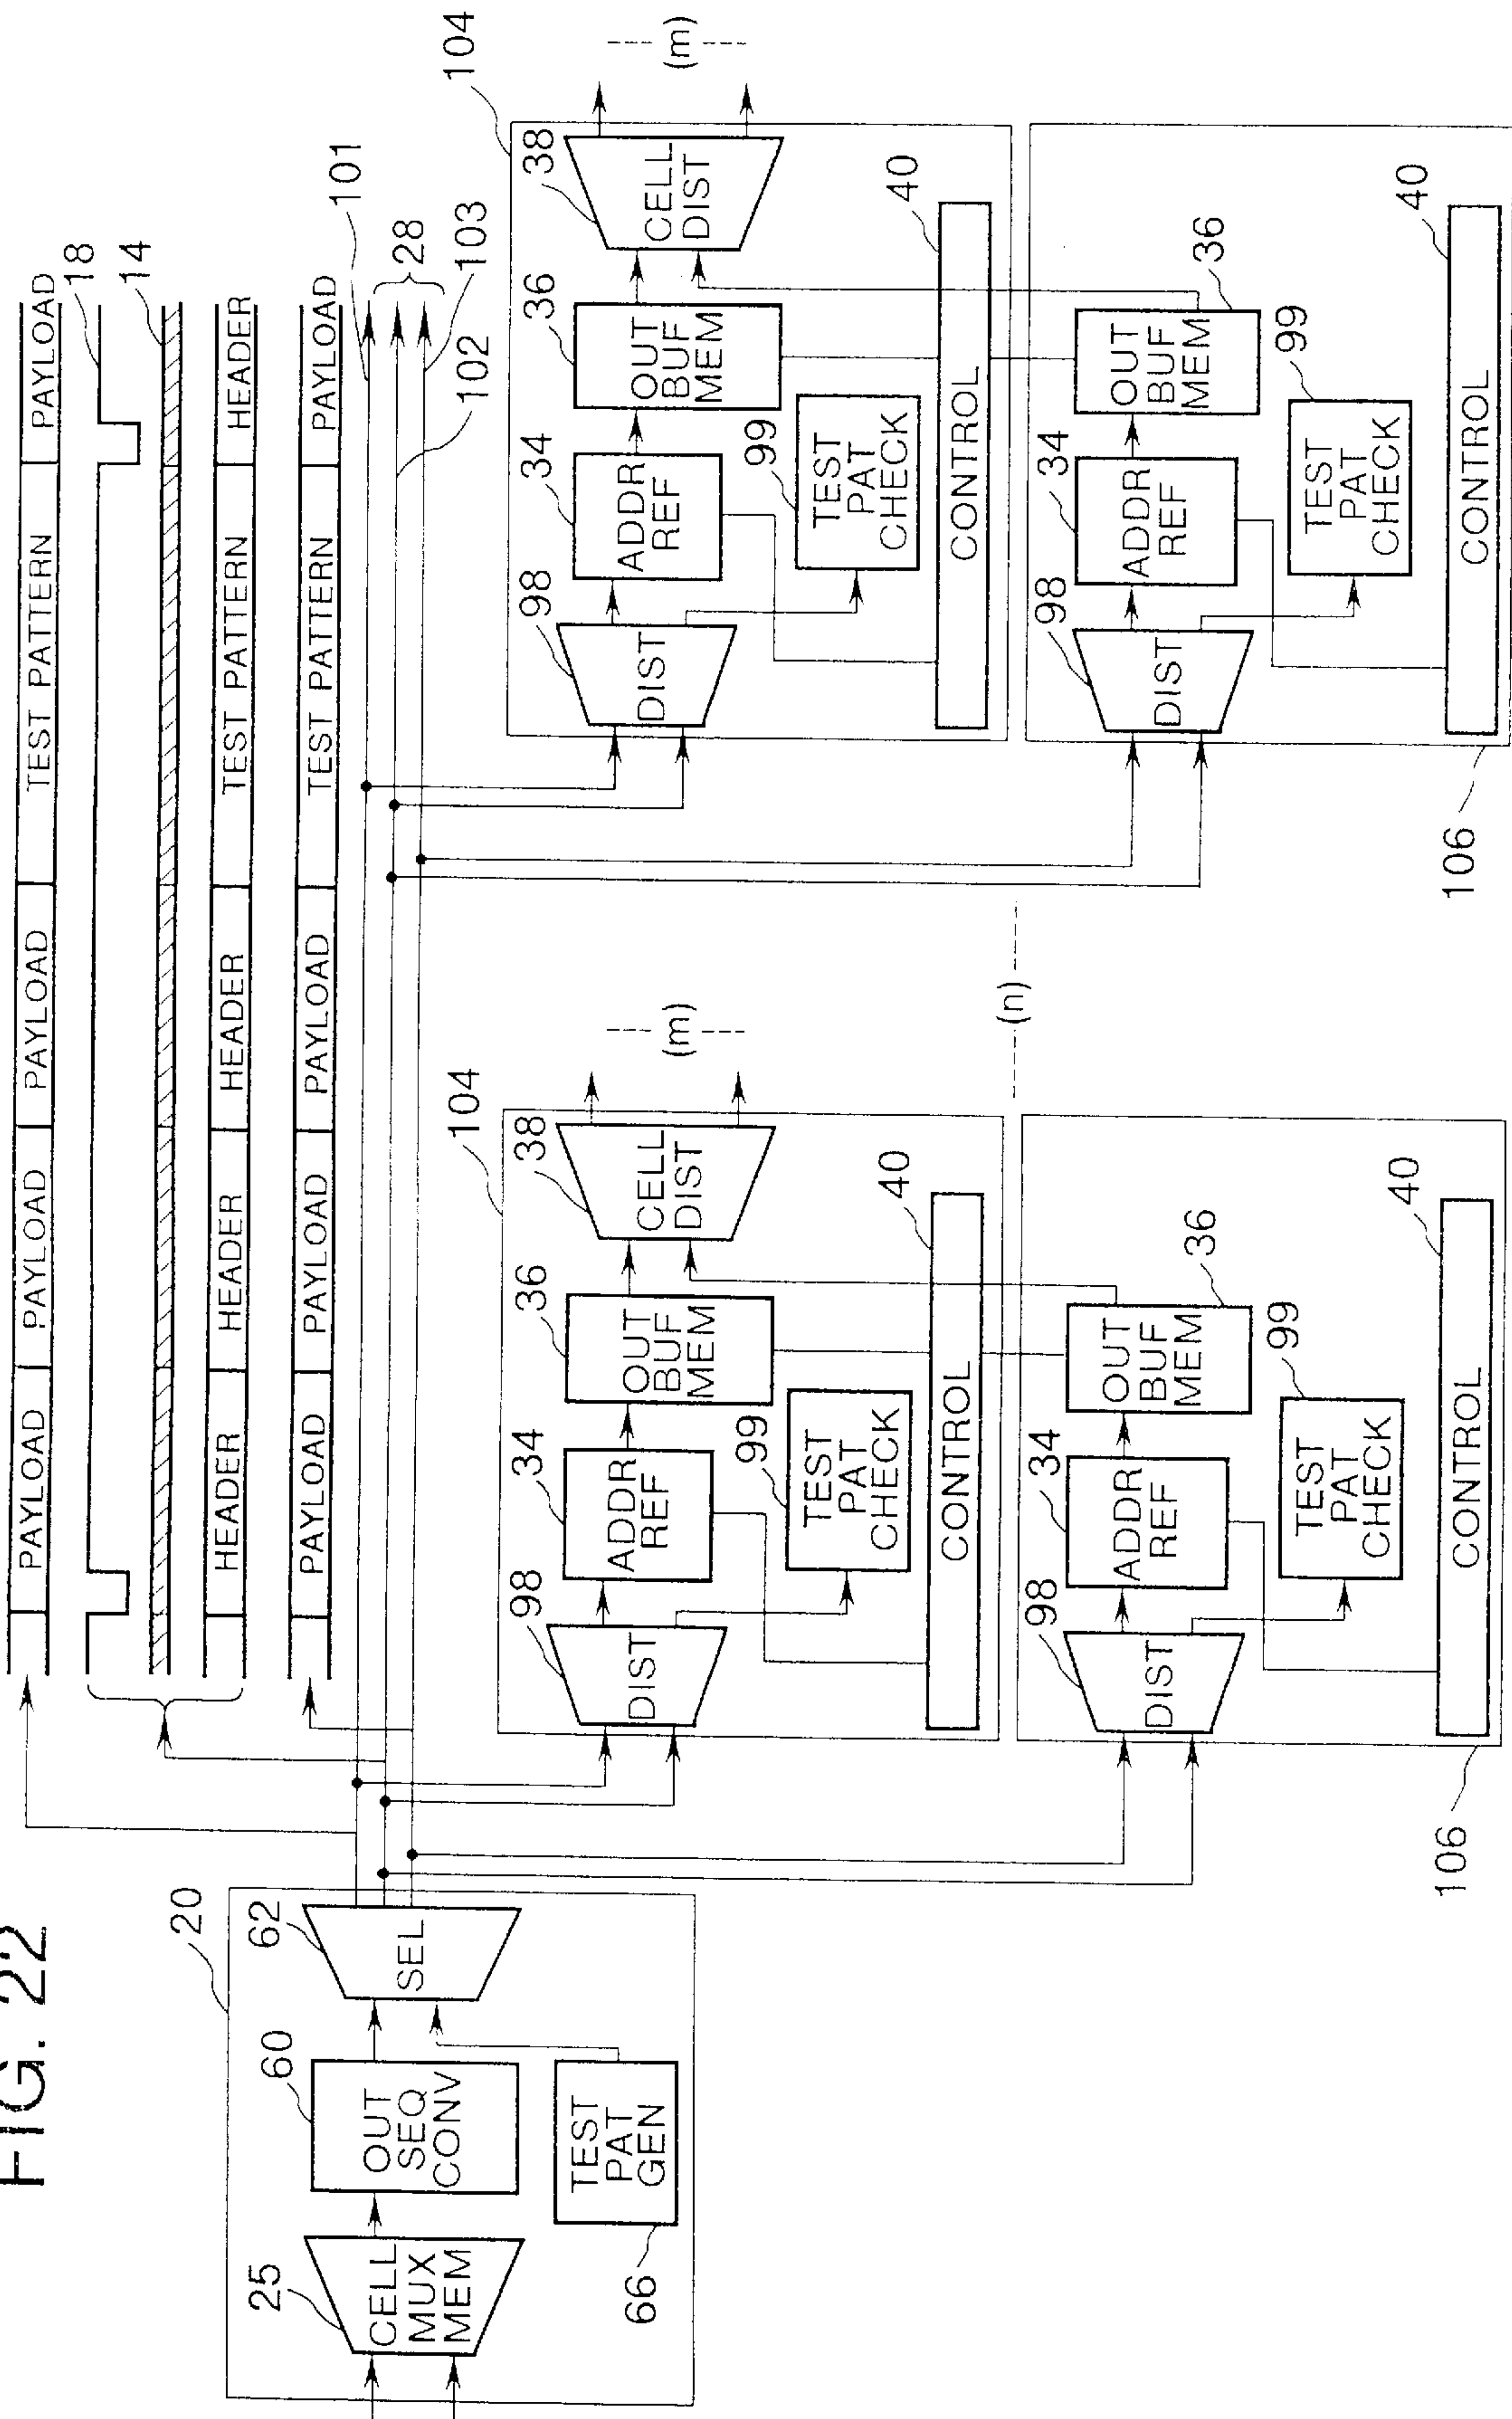 FIG. 22
PAYLOAD PAYLOAD PAYLOAD TEST PATTERN PAYLOAD
18
14
HEADER HEADER HEADER TEST PATTERN HEADER
PAYLOAD PAYLOAD PAYLOAD TEST PATTERN PAYLOAD
101
28
103
102
20
25
CELL
MUX
MEM
60
OUT
SEQ
CONV
62
SEL
TEST
PAT
GEN
66
104
98
DIST
34
ADDR
REF
36
OUT
BUF
MEM
38
CELL
DIST
(m)
99
TEST
PAT
CHECK
40
CONTROL
98
DIST
34
ADDR
REF
OUT
BUF
MEM
36
99
TEST
PAT
CHECK
40
CONTROL
106
(n)
104
98
DIST
34
ADDR
REF
36
OUT
BUF
MEM
38
CELL
DIST
(m)
99
TEST
PAT
CHECK
40
CONTROL
98
DIST
34
ADDR
REF
OUT
BUF
MEM
36
99
TEST
PAT
CHECK
40
CONTROL
106